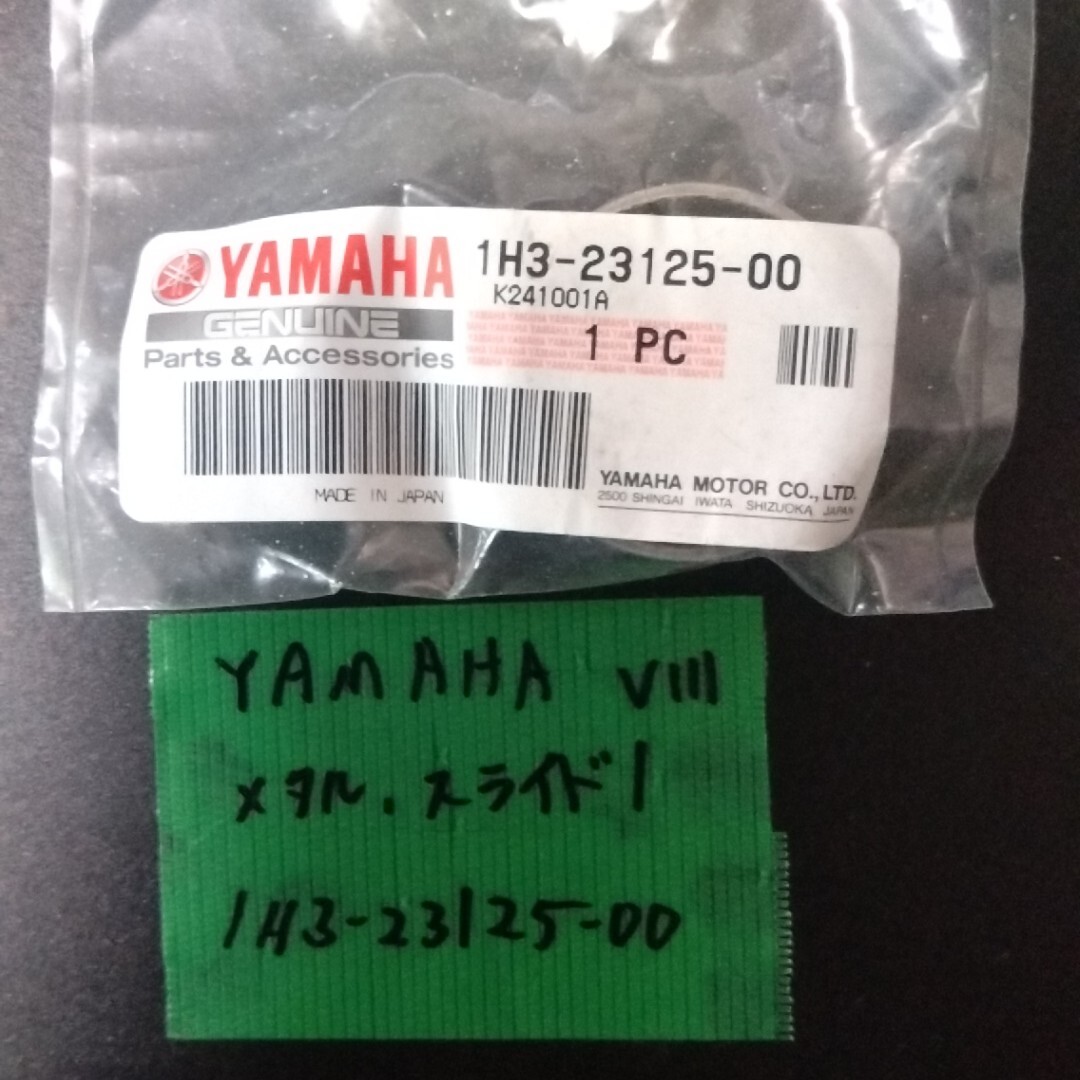 YAMAHA 1H3-23125-00
K241001A
GENUINE
1 PC
Parts & Accessories
MADE IN JAPAN
YAMAHA MOTOR CO., LTD.
2500 SHINGAI IWATA SHIZUOKA JAPAN
YAMAHA VIII
メタル.スライド1
1H3-23125-00